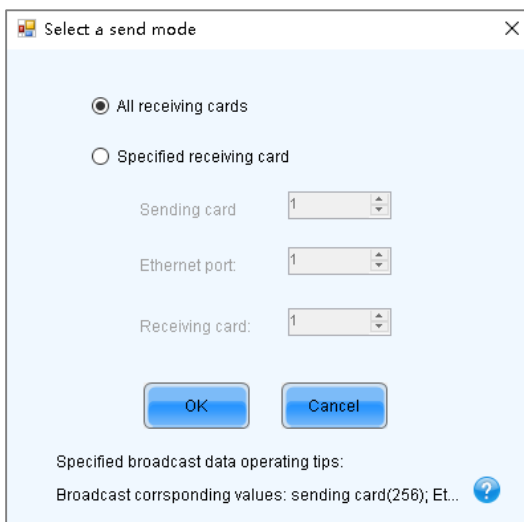 Select a send mode
All receiving cards
Specified receiving card
Sending card 1
Ethernet port: 1
Receiving card: 1
OK Cancel
Specified broadcast data operating tips:
Broadcast corrsponding values: sending card(256); Et...